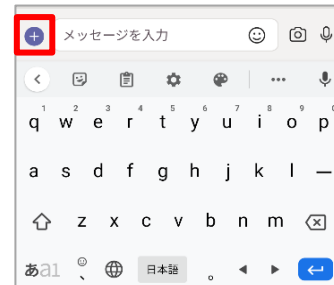 メッセージを入力
1 2 3 4 5 6 7 8 9 0
q w e r t y u i o p
a s d f g h j k l ー
z x c v b n m
あa1 、 日本語 。